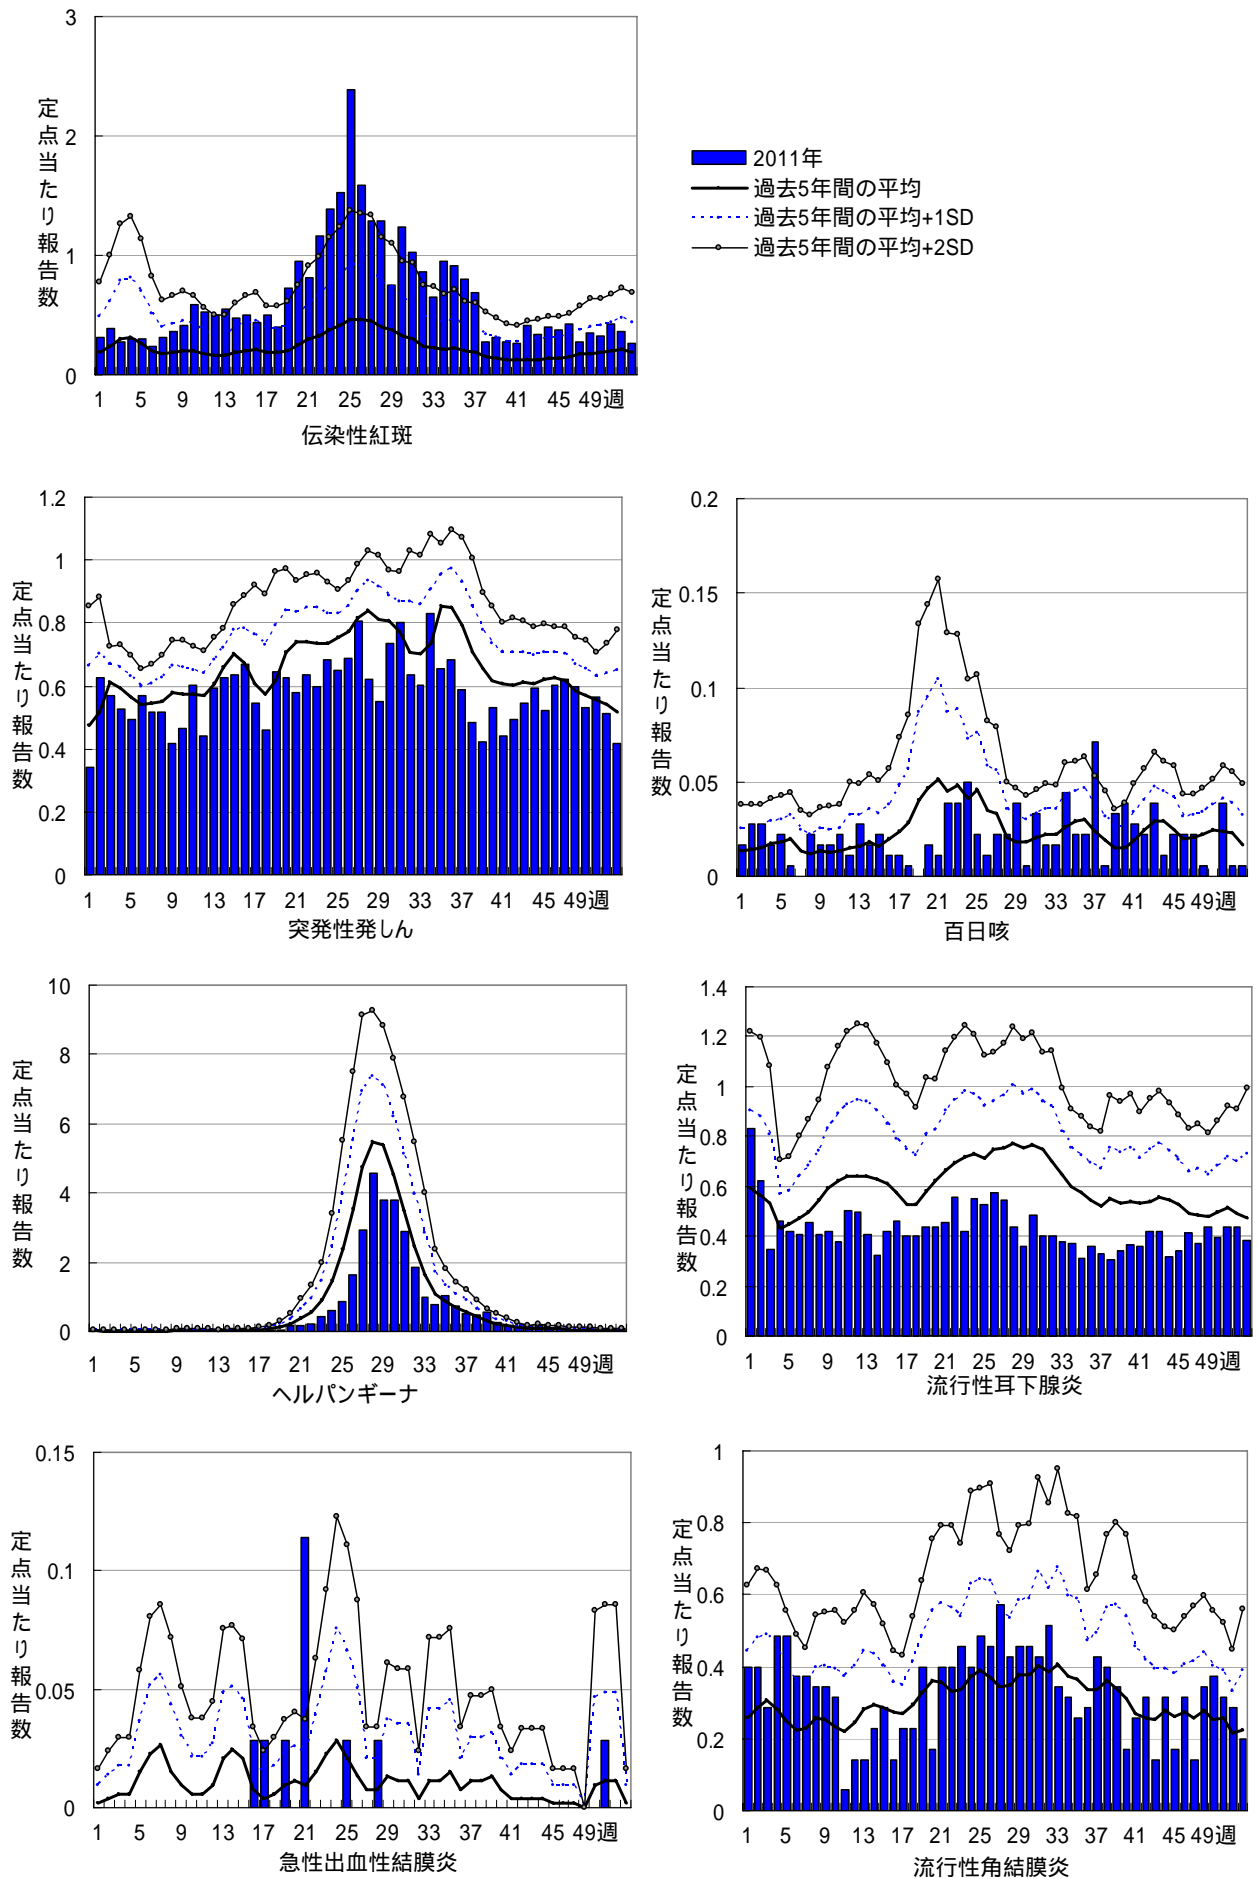 3
2
1
0
定点当たり報告数
1 5 9 13 17 21 25 29 33 37 41 45 49週
伝染性紅斑
2011年
過去5年間の平均
過去5年間の平均+1SD
過去5年間の平均+2SD
1.2
1
0.8
0.6
0.4
0.2
0
定点当たり報告数
1 5 9 13 17 21 25 29 33 37 41 45 49週
突発性発しん
0.2
0.15
0.1
0.05
0
定点当たり報告数
1 5 9 13 17 21 25 29 33 37 41 45 49週
百日咳
10
8
6
4
2
0
定点当たり報告数
1 5 9 13 17 21 25 29 33 37 41 45 49週
ヘルパンギーナ
1.4
1.2
1
0.8
0.6
0.4
0.2
0
定点当たり報告数
1 5 9 13 17 21 25 29 33 37 41 45 49週
流行性耳下腺炎
0.15
0.1
0.05
0
定点当たり報告数
1 5 9 13 17 21 25 29 33 37 41 45 49週
急性出血性結膜炎
1
0.8
0.6
0.4
0.2
0
定点当たり報告数
1 5 9 13 17 21 25 29 33 37 41 45 49週
流行性角結膜炎